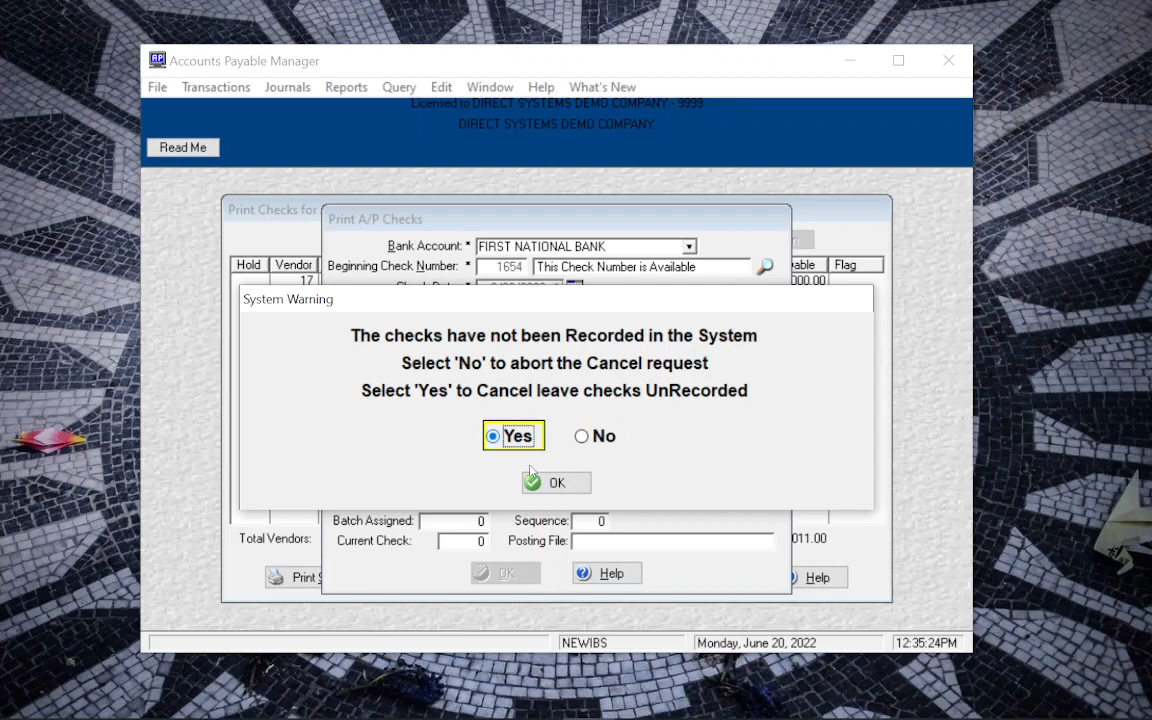 Accounts Payable Manager
File Transactions Journals Reports Query Edit Window Help What's New
Licensed to DIRECT SYSTEMS DEMO COMPANY - 9999
DIRECT SYSTEMS DEMO COMPANY
Read Me
Print Checks for
Print A/P Checks
Bank Account: * FIRST NATIONAL BANK
Hold Vendor Beginning Check Number: * 1654 This Check Number is Available Flag
17 000.00
System Warning
The checks have not been Recorded in the System
Select 'No' to abort the Cancel request
Select 'Yes' to Cancel leave checks UnRecorded
Yes No
OK
Batch Assigned: 0 Sequence: 0
Total Vendors: Current Check: 0 Posting File: 011.00
Print OK Help Help
NEWIBS Monday, June 20, 2022 12:35:24PM